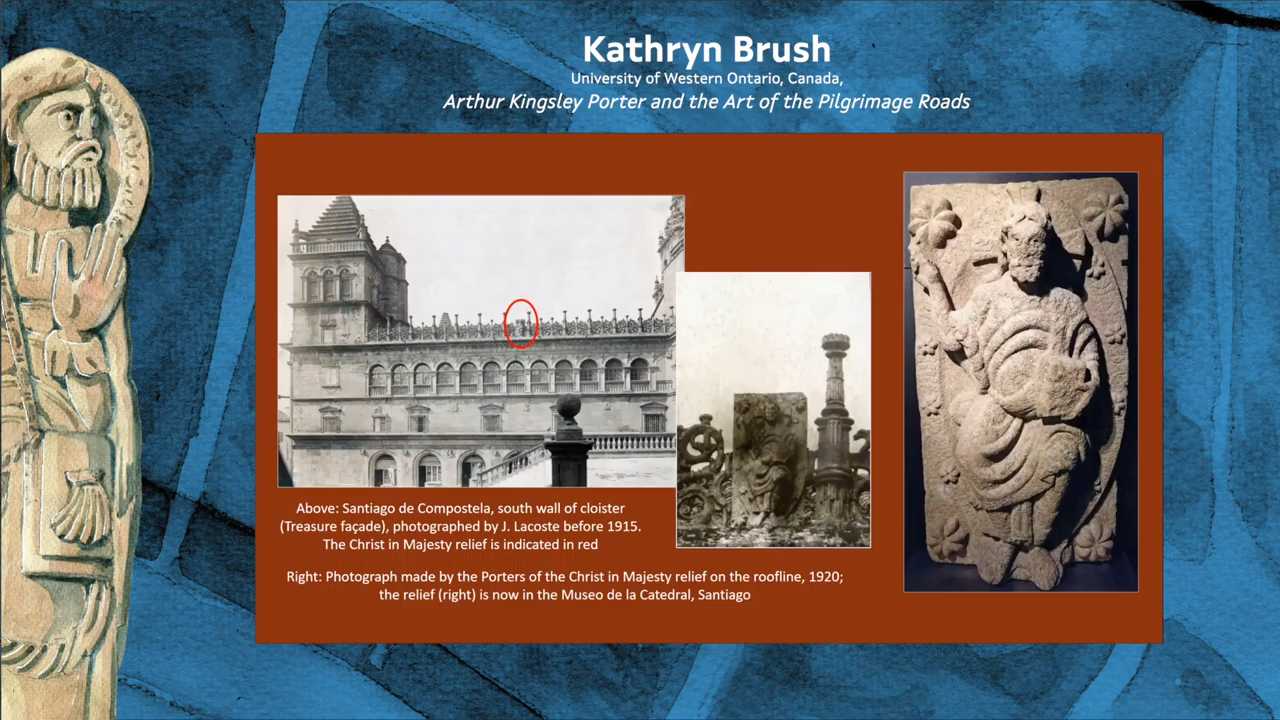 Kathryn Brush
University of Western Ontario, Canada,
Arthur Kingsley Porter and the Art of the Pilgrimage Roads
Above: Santiago de Compostela, south wall of cloister
(Treasure façade), photographed by J. Lacoste before 1915.
The Christ in Majesty relief is indicated in red
Right: Photograph made by the Porters of the Christ in Majesty relief on the roofline, 1920;
the relief (right) is now in the Museo de la Catedral, Santiago